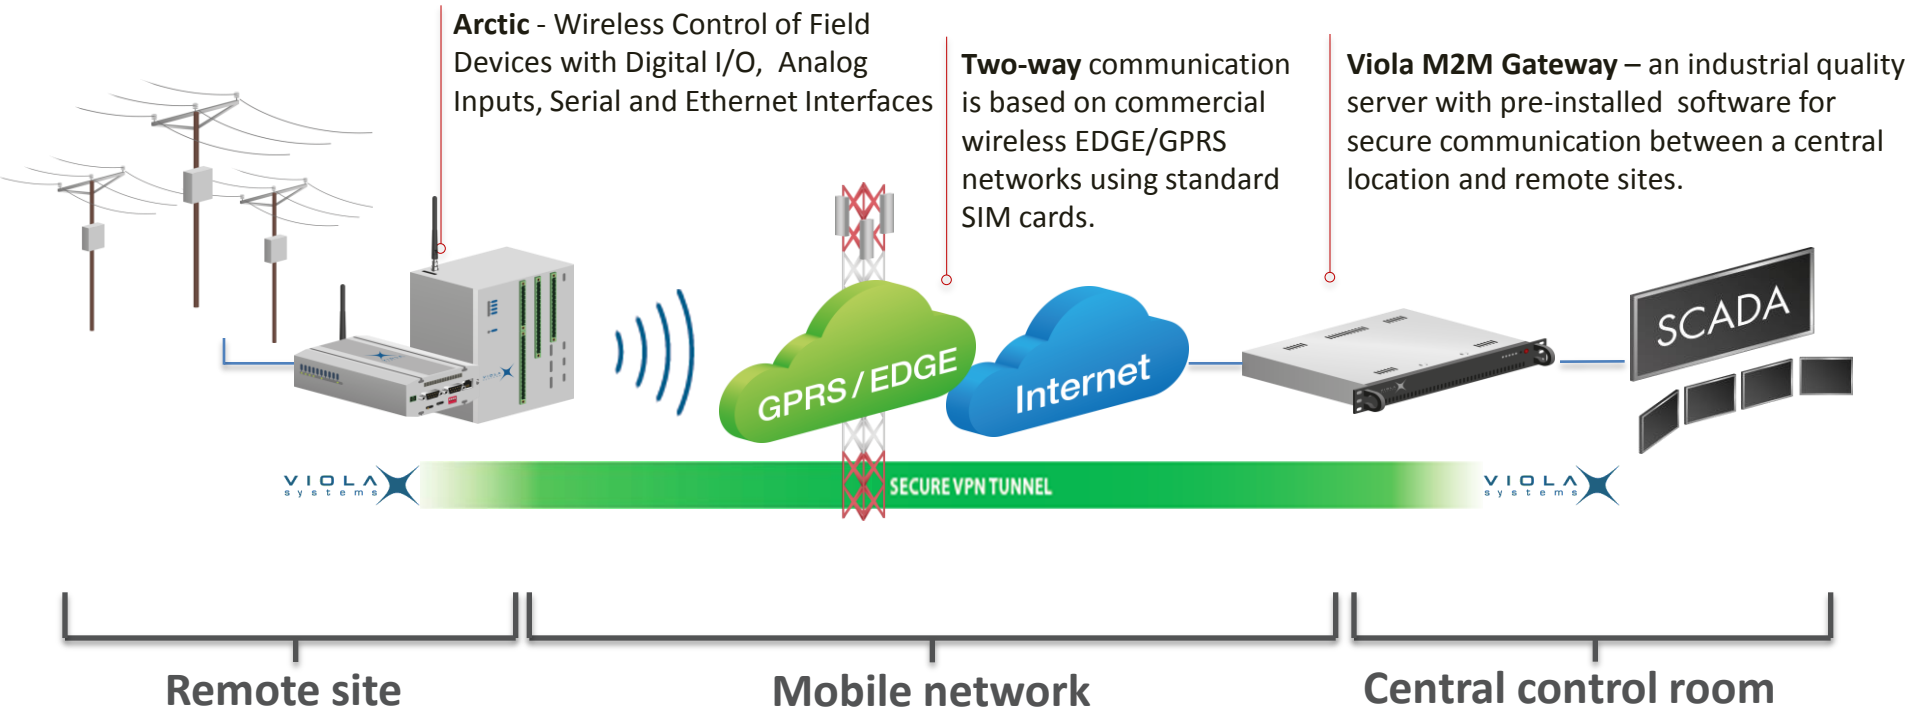 Arctic - Wireless Control of Field
Devices with Digital I/O, Analog
Inputs, Serial and Ethernet Interfaces
Two-way communication
is based on commercial
wireless EDGE/GPRS
networks using standard
SIM cards.
Viola M2M Gateway – an industrial quality
server with pre-installed software for
secure communication between a central
location and remote sites.
VIOLA
GPRS / EDGE
Internet
VIOLA
SCADA
VIOLA
systems
SECURE VPN TUNNEL
VIOLA
systems
Remote site
Mobile network
Central control room